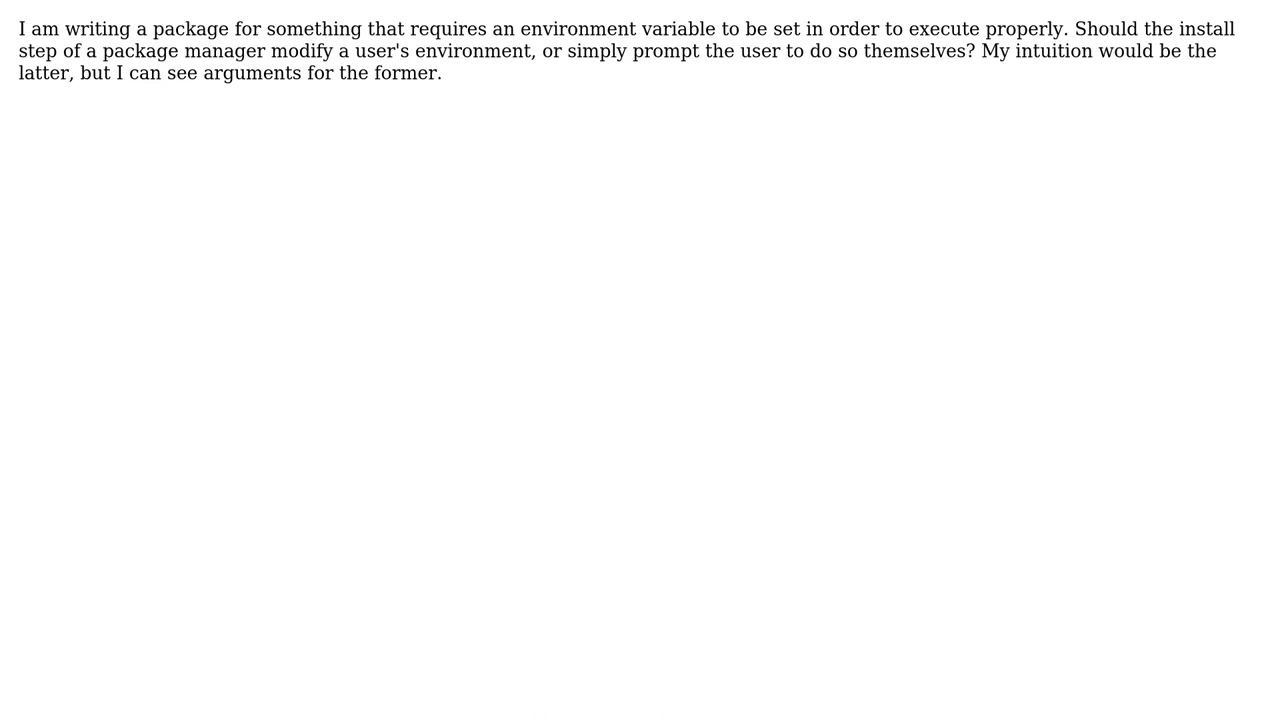 I am writing a package for something that requires an environment variable to be set in order to execute properly. Should the install
step of a package manager modify a user's environment, or simply prompt the user to do so themselves? My intuition would be the
latter, but I can see arguments for the former.